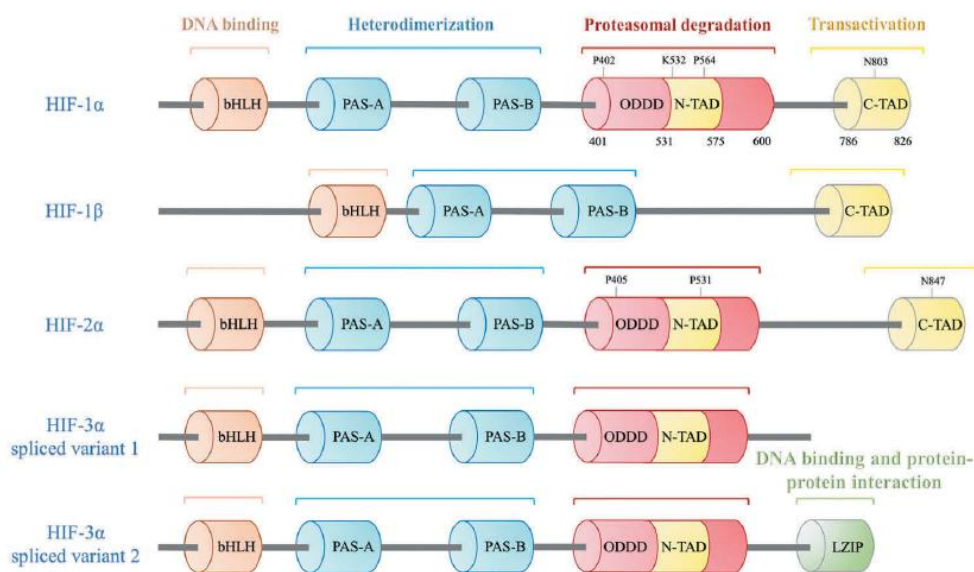 DNA binding Heterodimerization Proteasomal degradation Transactivation
P402 K532 P564 N803
HIF-1α bHLH PAS-A PAS-B ODDD N-TAD C-TAD
401 531 575 600 786 826
HIF-1β bHLH PAS-A PAS-B C-TAD
P405 P531 N847
HIF-2α bHLH PAS-A PAS-B ODDD N-TAD C-TAD
HIF-3α
spliced variant 1 bHLH PAS-A PAS-B ODDD N-TAD
DNA binding and protein-
protein interaction
HIF-3α
spliced variant 2 bHLH PAS-A PAS-B ODDD N-TAD LZIP